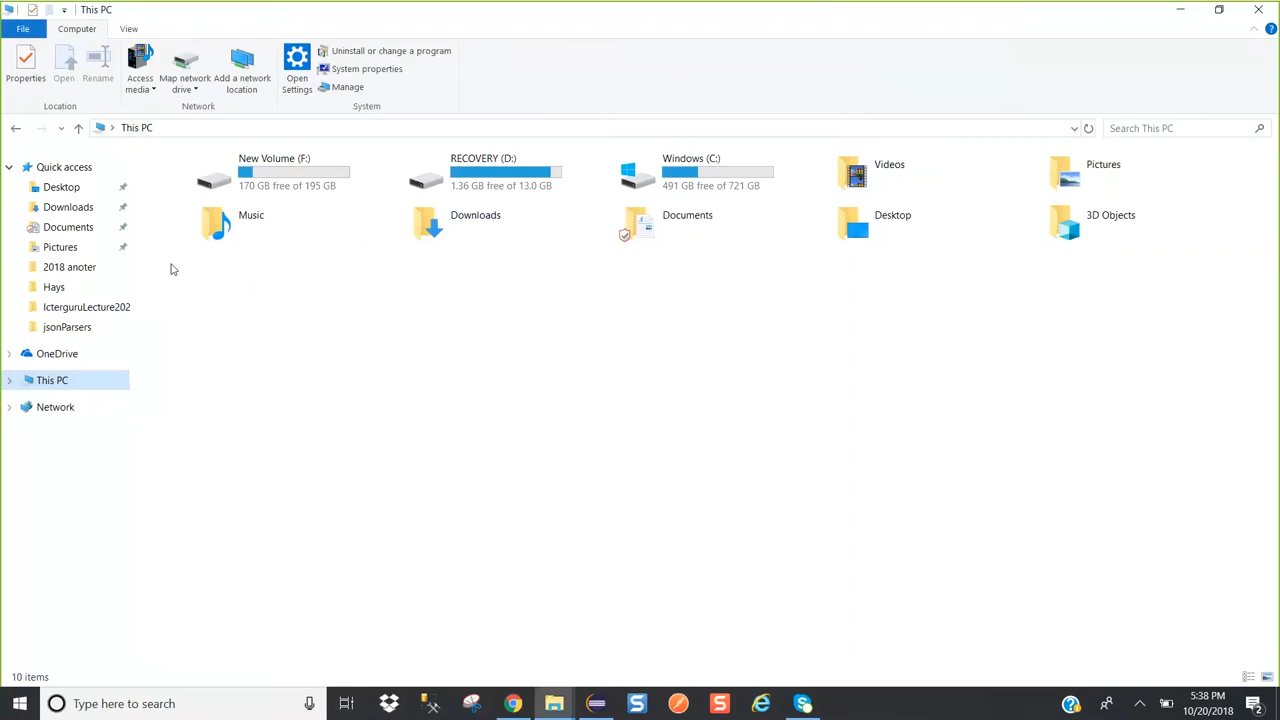 This PC
File
Computer
View
Properties
Open
Rename
Access media
Map network drive
Add a network location
Open Settings
Uninstall or change a program
System properties
Manage
Location
Network
System
This PC
Search This PC
Quick access
Desktop
Downloads
Documents
Pictures
2018 anoter
Hays
IcterguruLecture202
jsonParsers
OneDrive
This PC
Network
New Volume (F:)
170 GB free of 195 GB
RECOVERY (D:)
1.36 GB free of 13.0 GB
Windows (C:)
491 GB free of 721 GB
Videos
Pictures
Music
Downloads
Documents
Desktop
3D Objects
10 items
Type here to search
5:38 PM
10/20/2018
2